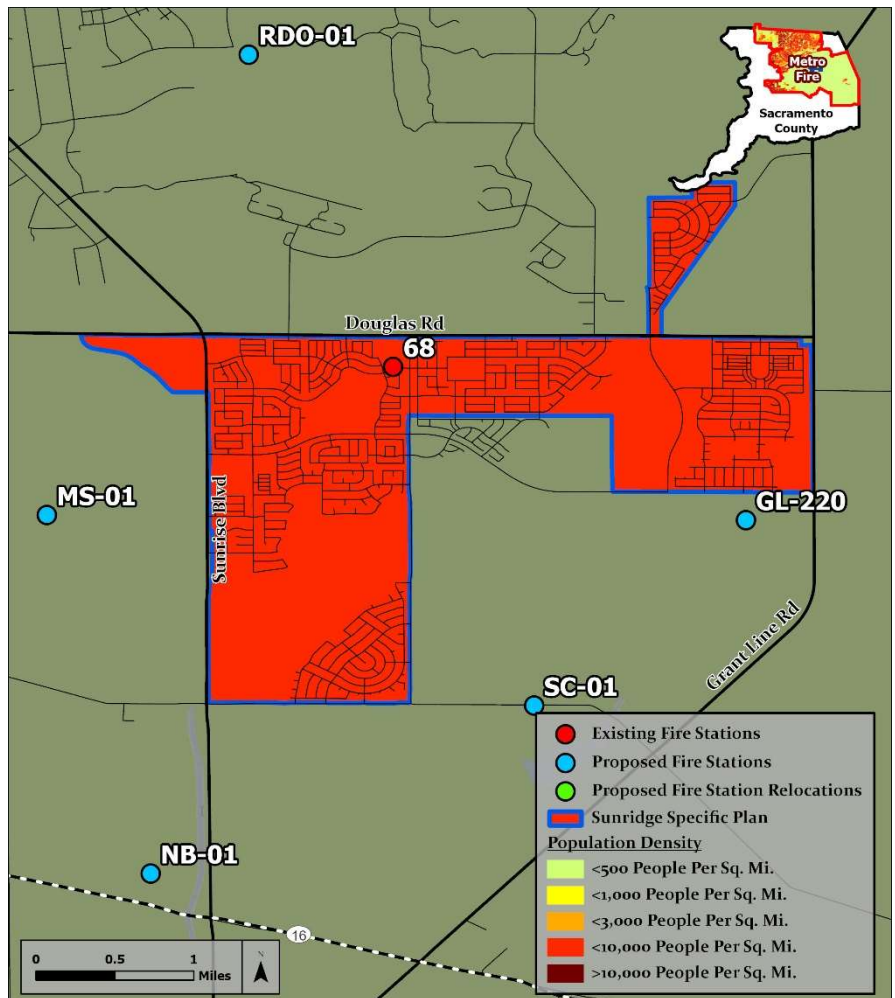 RDO-01
Metro
Fire
Sacramento
County
Douglas Rd
68
MS-01
Sunrise Blvd
GL-220
Grant Line Rd
SC-01
NB-01
16
Existing Fire Stations
Proposed Fire Stations
Proposed Fire Station Relocations
Sunridge Specific Plan
Population Density
<500 People Per Sq. Mi.
<1,000 People Per Sq. Mi.
<3,000 People Per Sq. Mi.
<10,000 People Per Sq. Mi.
>10,000 People Per Sq. Mi.
0 0.5 1
Miles
N